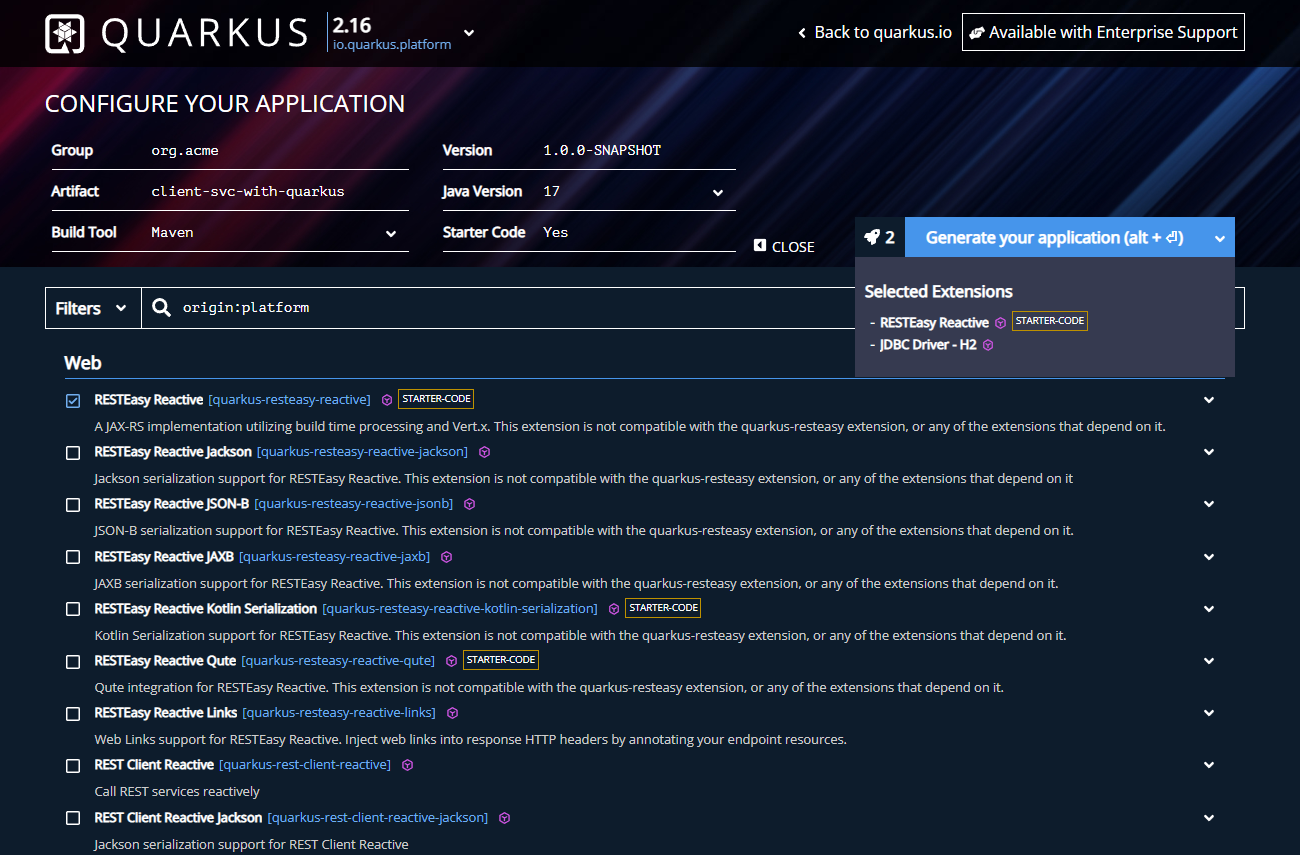 QUARKUS
2.16
io.quarkus.platform
Back to quarkus.io
Available with Enterprise Support
CONFIGURE YOUR APPLICATION
Group org.acme
Version 1.0.0-SNAPSHOT
Artifact client-svc-with-quarkus
Java Version 17
Build Tool Maven
Starter Code Yes
CLOSE
2
Generate your application (alt + ⏎)
Selected Extensions
- RESTEasy Reactive STARTER-CODE
- JDBC Driver - H2
Filters
origin:platform
Web
RESTEasy Reactive [quarkus-resteasy-reactive] STARTER-CODE
A JAX-RS implementation utilizing build time processing and Vert.x. This extension is not compatible with the quarkus-resteasy extension, or any of the extensions that depend on it.
RESTEasy Reactive Jackson [quarkus-resteasy-reactive-jackson]
Jackson serialization support for RESTEasy Reactive. This extension is not compatible with the quarkus-resteasy extension, or any of the extensions that depend on it
RESTEasy Reactive JSON-B [quarkus-resteasy-reactive-jsonb]
JSON-B serialization support for RESTEasy Reactive. This extension is not compatible with the quarkus-resteasy extension, or any of the extensions that depend on it.
RESTEasy Reactive JAXB [quarkus-resteasy-reactive-jaxb]
JAXB serialization support for RESTEasy Reactive. This extension is not compatible with the quarkus-resteasy extension, or any of the extensions that depend on it.
RESTEasy Reactive Kotlin Serialization [quarkus-resteasy-reactive-kotlin-serialization] STARTER-CODE
Kotlin Serialization support for RESTEasy Reactive. This extension is not compatible with the quarkus-resteasy extension, or any of the extensions that depend on it.
RESTEasy Reactive Qute [quarkus-resteasy-reactive-qute] STARTER-CODE
Qute integration for RESTEasy Reactive. This extension is not compatible with the quarkus-resteasy extension, or any of the extensions that depend on it.
RESTEasy Reactive Links [quarkus-resteasy-reactive-links]
Web Links support for RESTEasy Reactive. Inject web links into response HTTP headers by annotating your endpoint resources.
REST Client Reactive [quarkus-rest-client-reactive]
Call REST services reactively
REST Client Reactive Jackson [quarkus-rest-client-reactive-jackson]
Jackson serialization support for REST Client Reactive